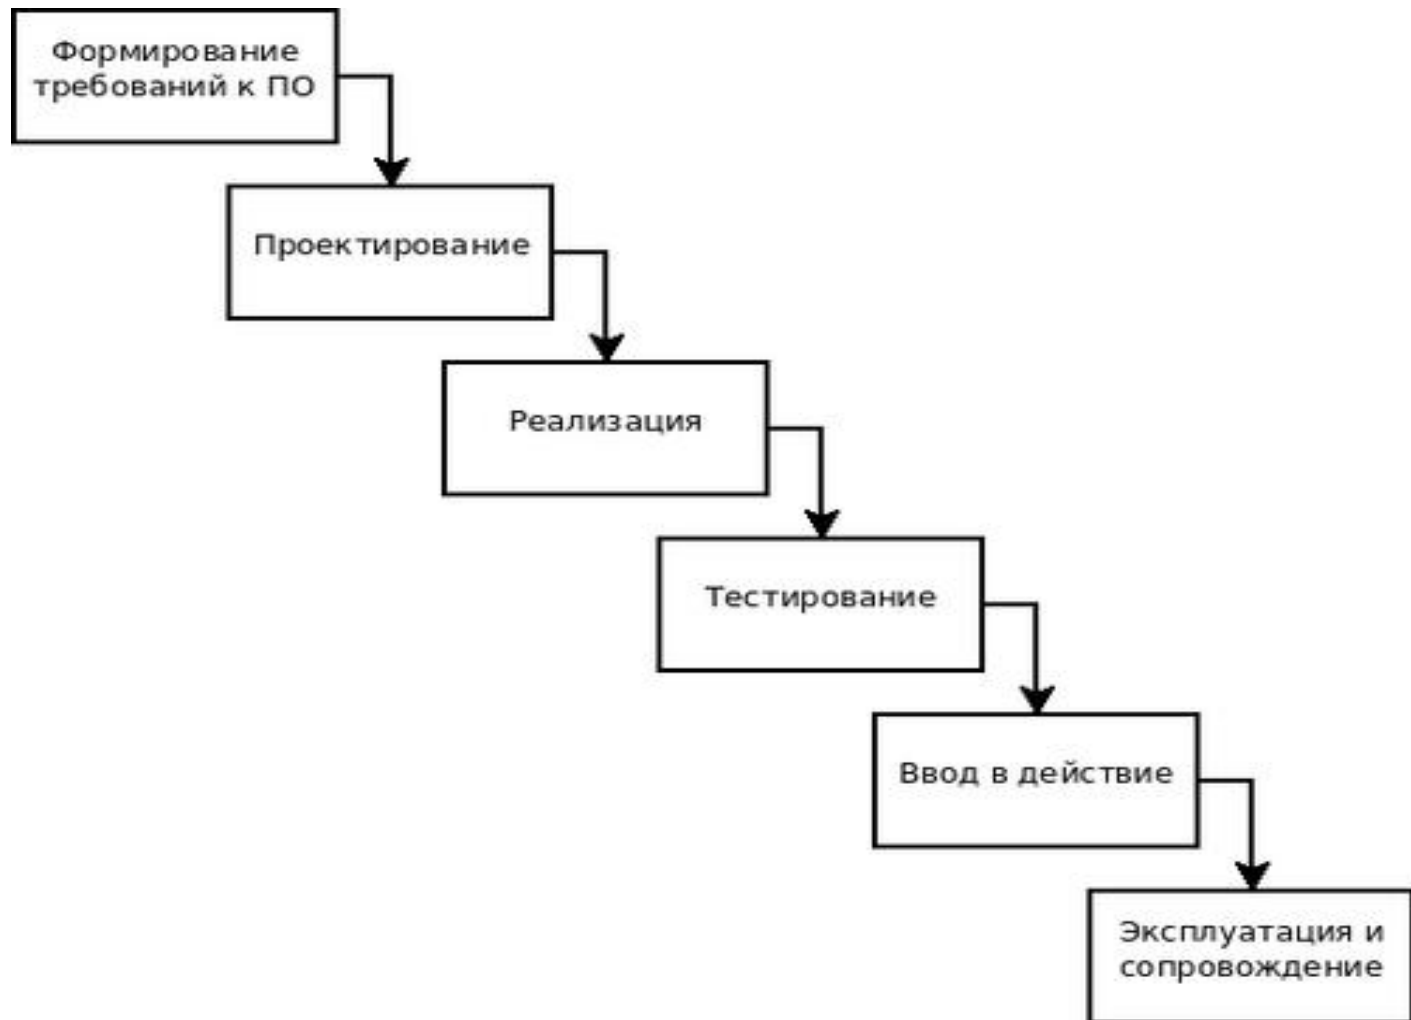 Формирование
требований к ПО
Проектирование
Реализация
Тестирование
Ввод в действие
Эксплуатация и
сопровождение